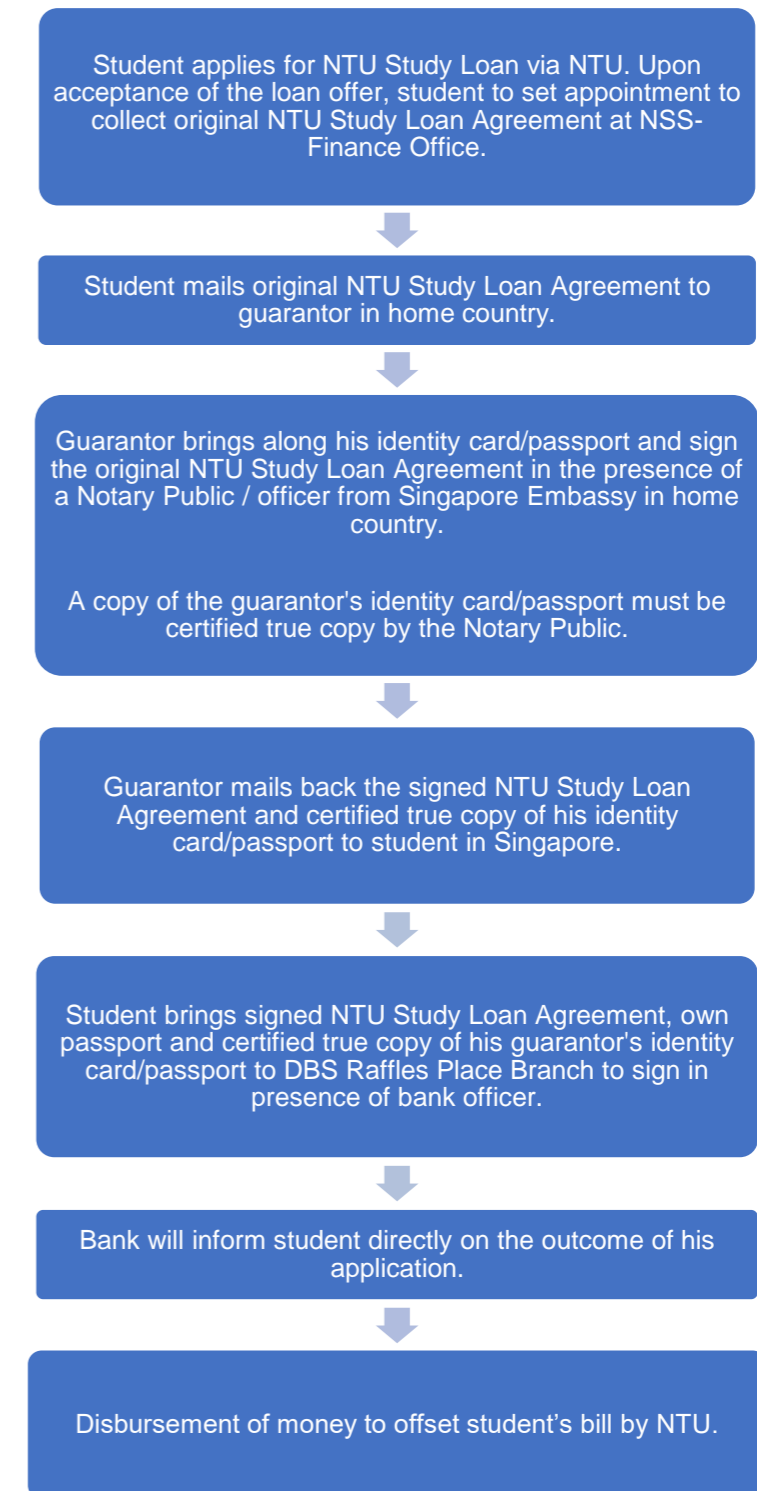 Student applies for NTU Study Loan via NTU. Upon
acceptance of the loan offer, student to set appointment to
collect original NTU Study Loan Agreement at NSS-
Finance Office.
Student mails original NTU Study Loan Agreement to
guarantor in home country.
Guarantor brings along his identity card/passport and sign
the original NTU Study Loan Agreement in the presence of
a Notary Public / officer from Singapore Embassy in home
country.
A copy of the guarantor's identity card/passport must be
certified true copy by the Notary Public.
Guarantor mails back the signed NTU Study Loan
Agreement and certified true copy of his identity
card/passport to student in Singapore.
Student brings signed NTU Study Loan Agreement, own
passport and certified true copy of his guarantor's identity
card/passport to DBS Raffles Place Branch to sign in
presence of bank officer.
Bank will inform student directly on the outcome of his
application.
Disbursement of money to offset student’s bill by NTU.